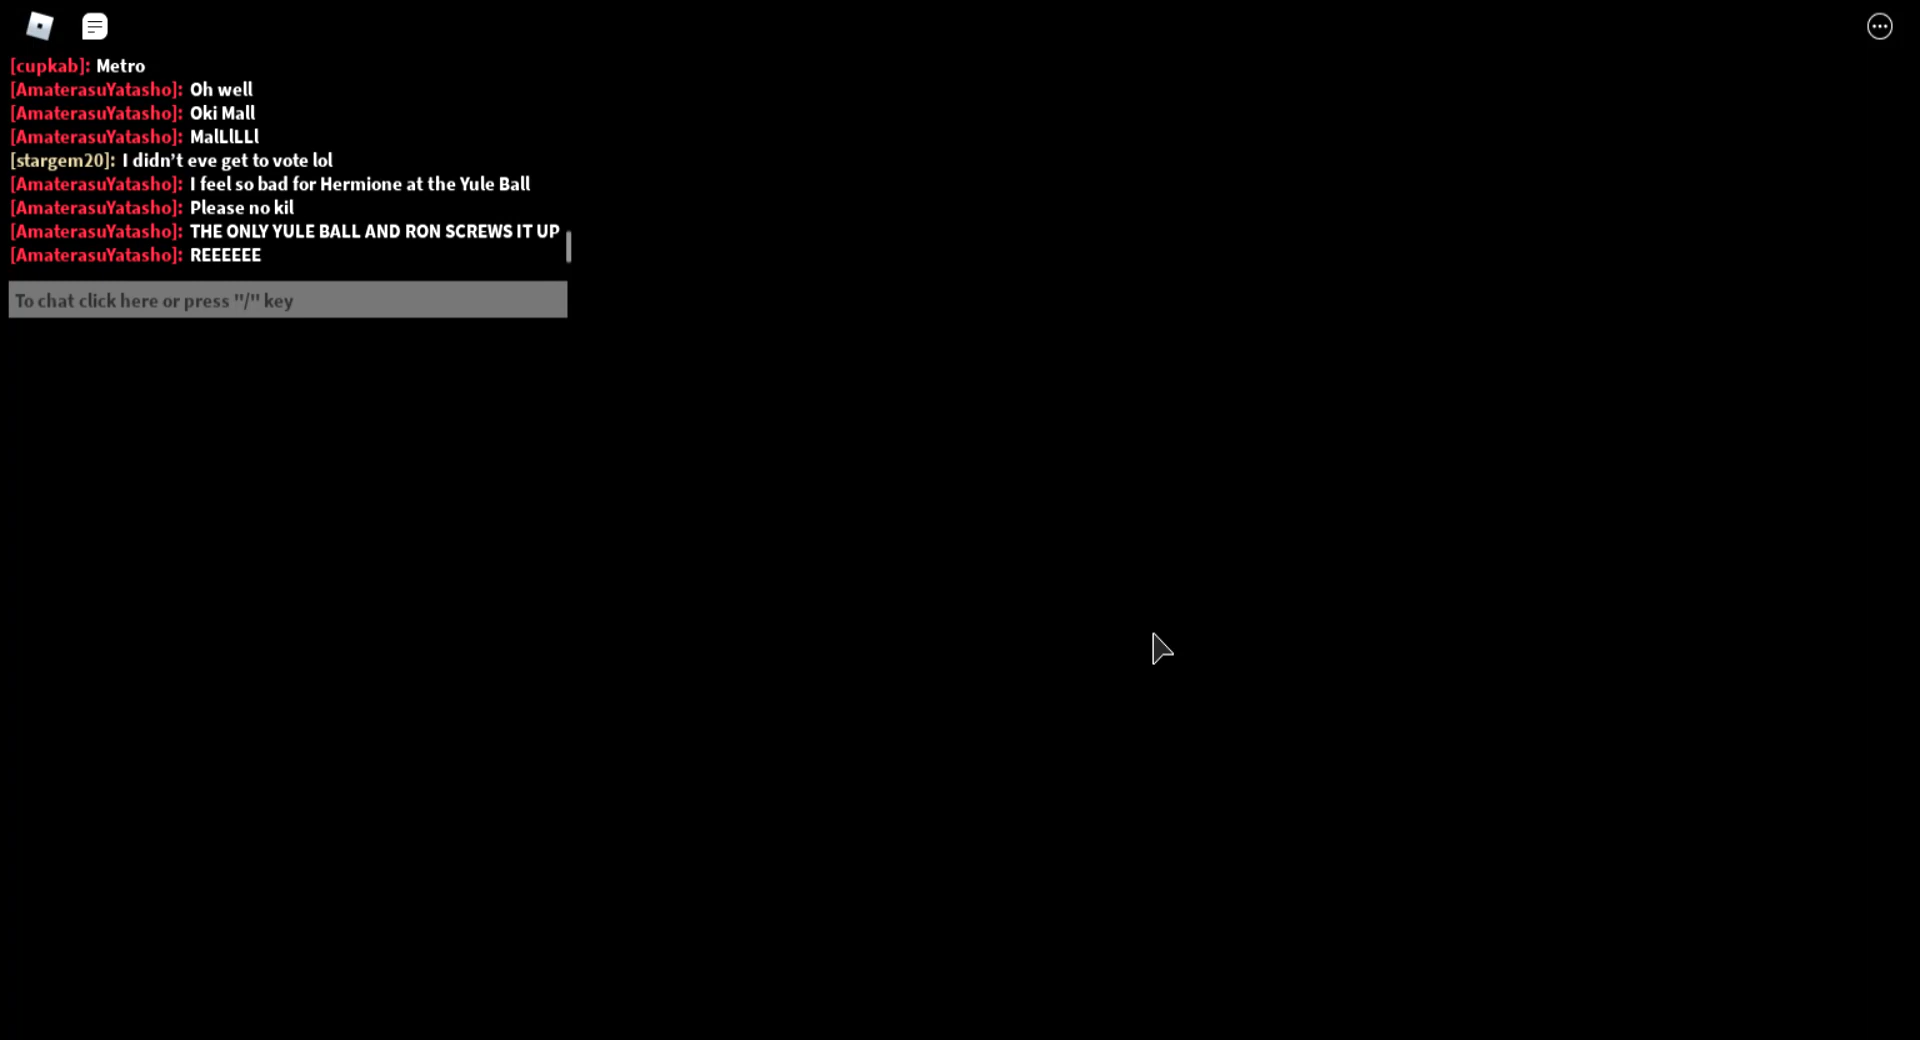 [cupkab]: Metro
[AmaterasuYatasho]: Oh well
[AmaterasuYatasho]: Oki Mall
[AmaterasuYatasho]: MalLlLLl
[stargem20]: I didn’t eve get to vote lol
[AmaterasuYatasho]: I feel so bad for Hermione at the Yule Ball
[AmaterasuYatasho]: Please no kil
[AmaterasuYatasho]: THE ONLY YULE BALL AND RON SCREWS IT UP
[AmaterasuYatasho]: REEEEEE
To chat click here or press "/" key